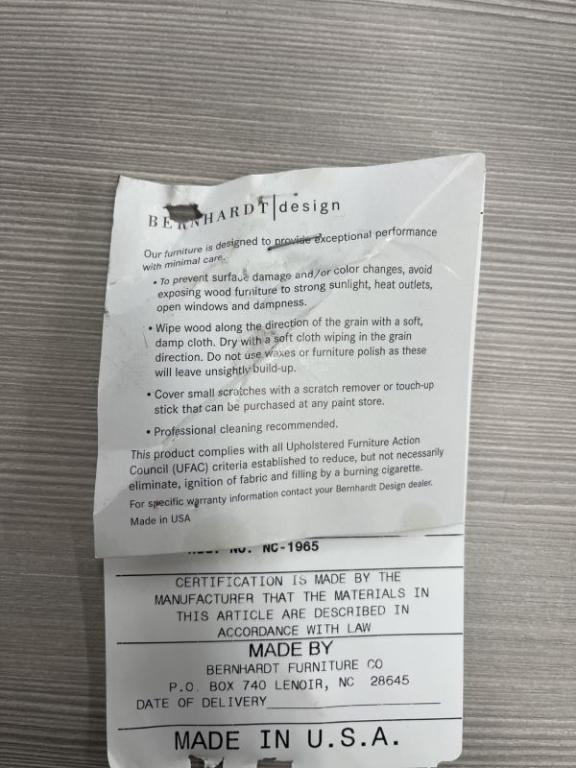 BERNHARDT|design
Our furniture is designed to provide exceptional performance
with minimal care.
• To prevent surface damage and/or color changes, avoid
exposing wood furniture to strong sunlight, heat outlets,
open windows and dampness.
• Wipe wood along the direction of the grain with a soft,
damp cloth. Dry with a soft cloth wiping in the grain
direction. Do not use waxes or furniture polish as these
will leave unsightly build-up.
• Cover small scratches with a scratch remover or touch-up
stick that can be purchased at any paint store.
• Professional cleaning recommended.
This product complies with all Upholstered Furniture Action
Council (UFAC) criteria established to reduce, but not necessarily
eliminate, ignition of fabric and filling by a burning cigarette.
For specific warranty information contact your Bernhardt Design dealer.
Made in USA
NO. NC-1965
CERTIFICATION IS MADE BY THE
MANUFACTURER THAT THE MATERIALS IN
THIS ARTICLE ARE DESCRIBED IN
ACCORDANCE WITH LAW
MADE BY
BERNHARDT FURNITURE CO
P.O. BOX 740 LENOIR, NC 28645
DATE OF DELIVERY
MADE IN U.S.A.